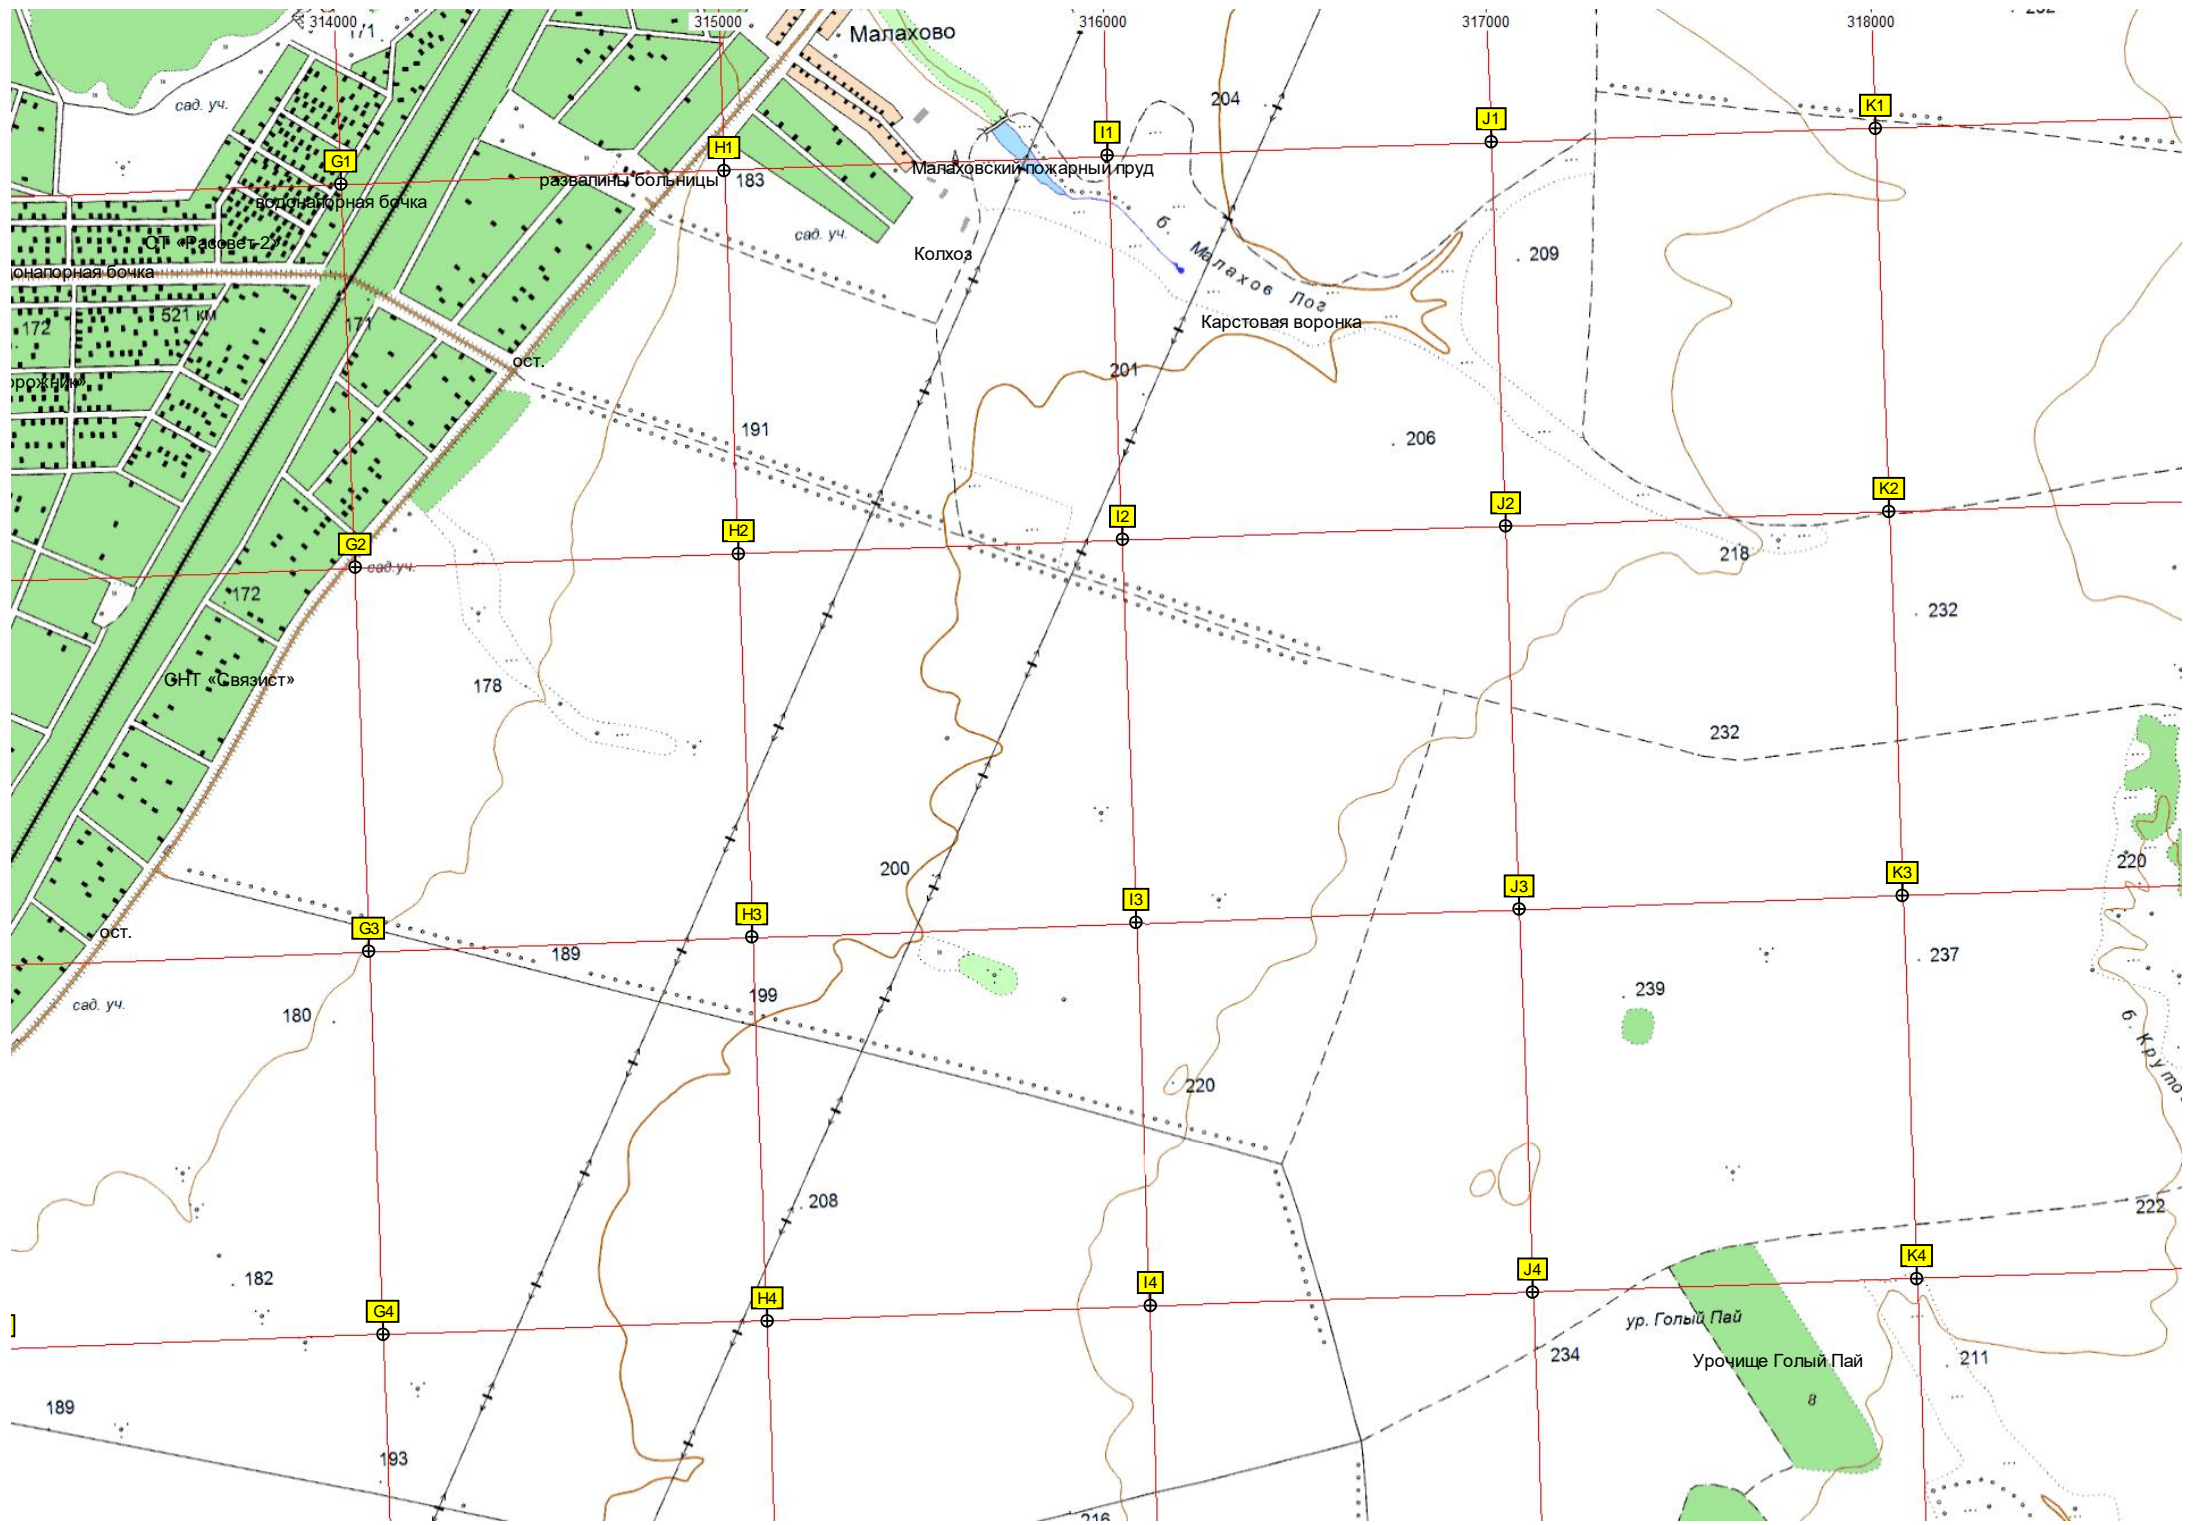 314000 315000 316000 317000 318000
171
Малахово
сад. уч.
204
K1
J1
I1
H1
G1
183
Малаховский пожарный пруд
развалины больницы
водонапорная бочка
сад. уч.
б. Малахов Лог
СТ «Рассвет-2»
Колхоз
209
онапорная бочка
521 км
172
171
Карстовая воронка
ост.
201
орожник»
191
206
K2
J2
I2
H2
G2
сад.уч.
218
172
232
СНТ «Связист»
178
232
200
220
K3
J3
I3
H3
G3
ост.
189
237
199
239
сад. уч.
180
б. Круто
220
208
222
K4
J4
I4
H4
G4
182
ур. Голый Пай
234
Урочище Голый Пай
211
8
189
193
216